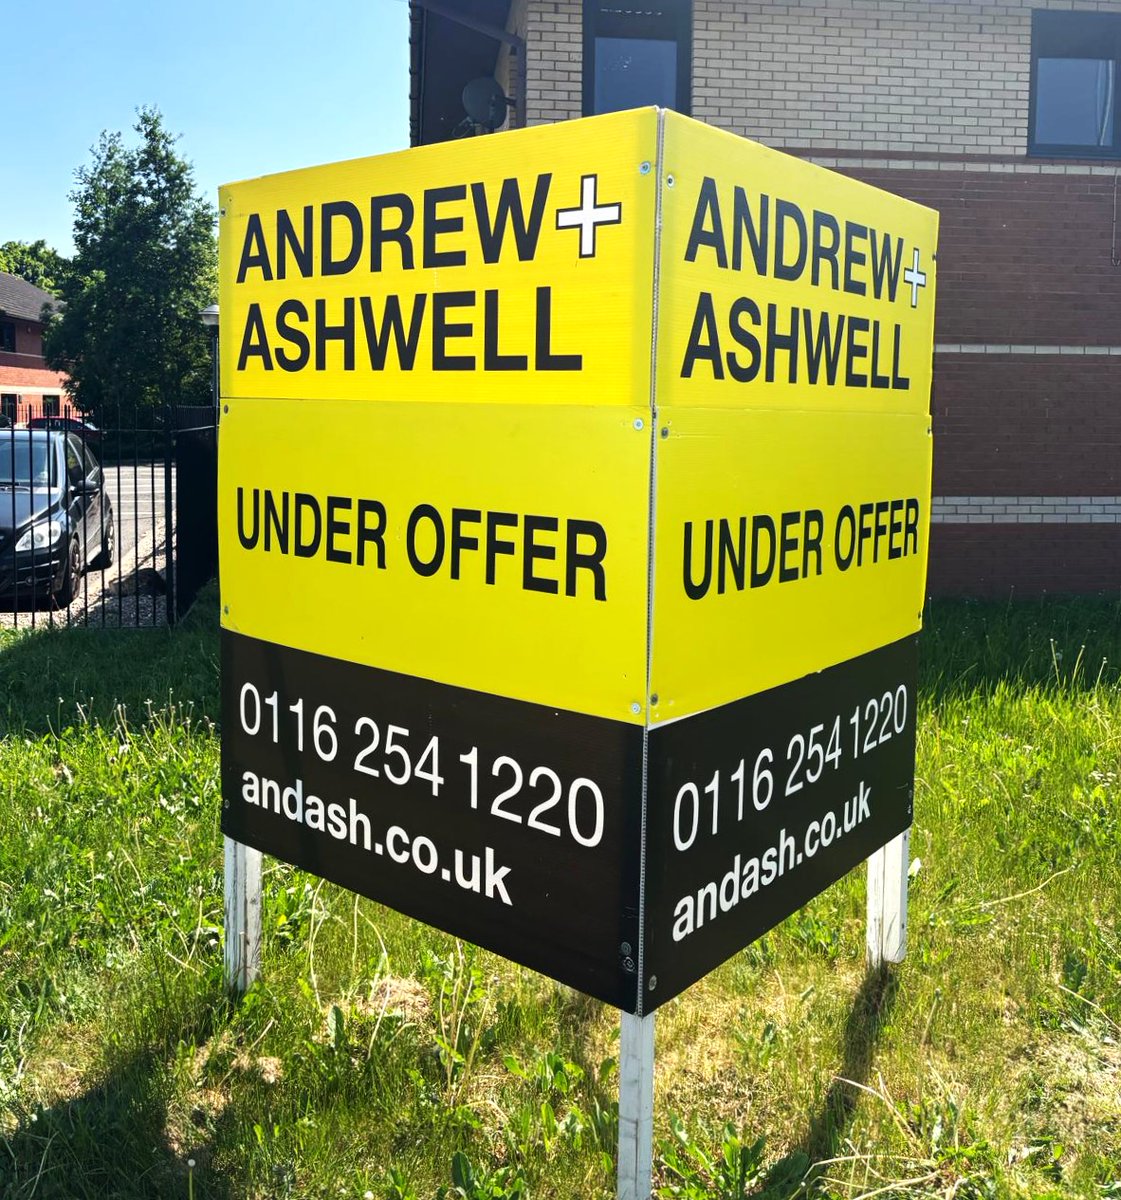 ANDREW+
ASHWELL
UNDER OFFER
0116 254 1220
andash.co.uk
ANDREW+
ASHWELL
UNDER OFFER
0116 254 1220
andash.co.uk